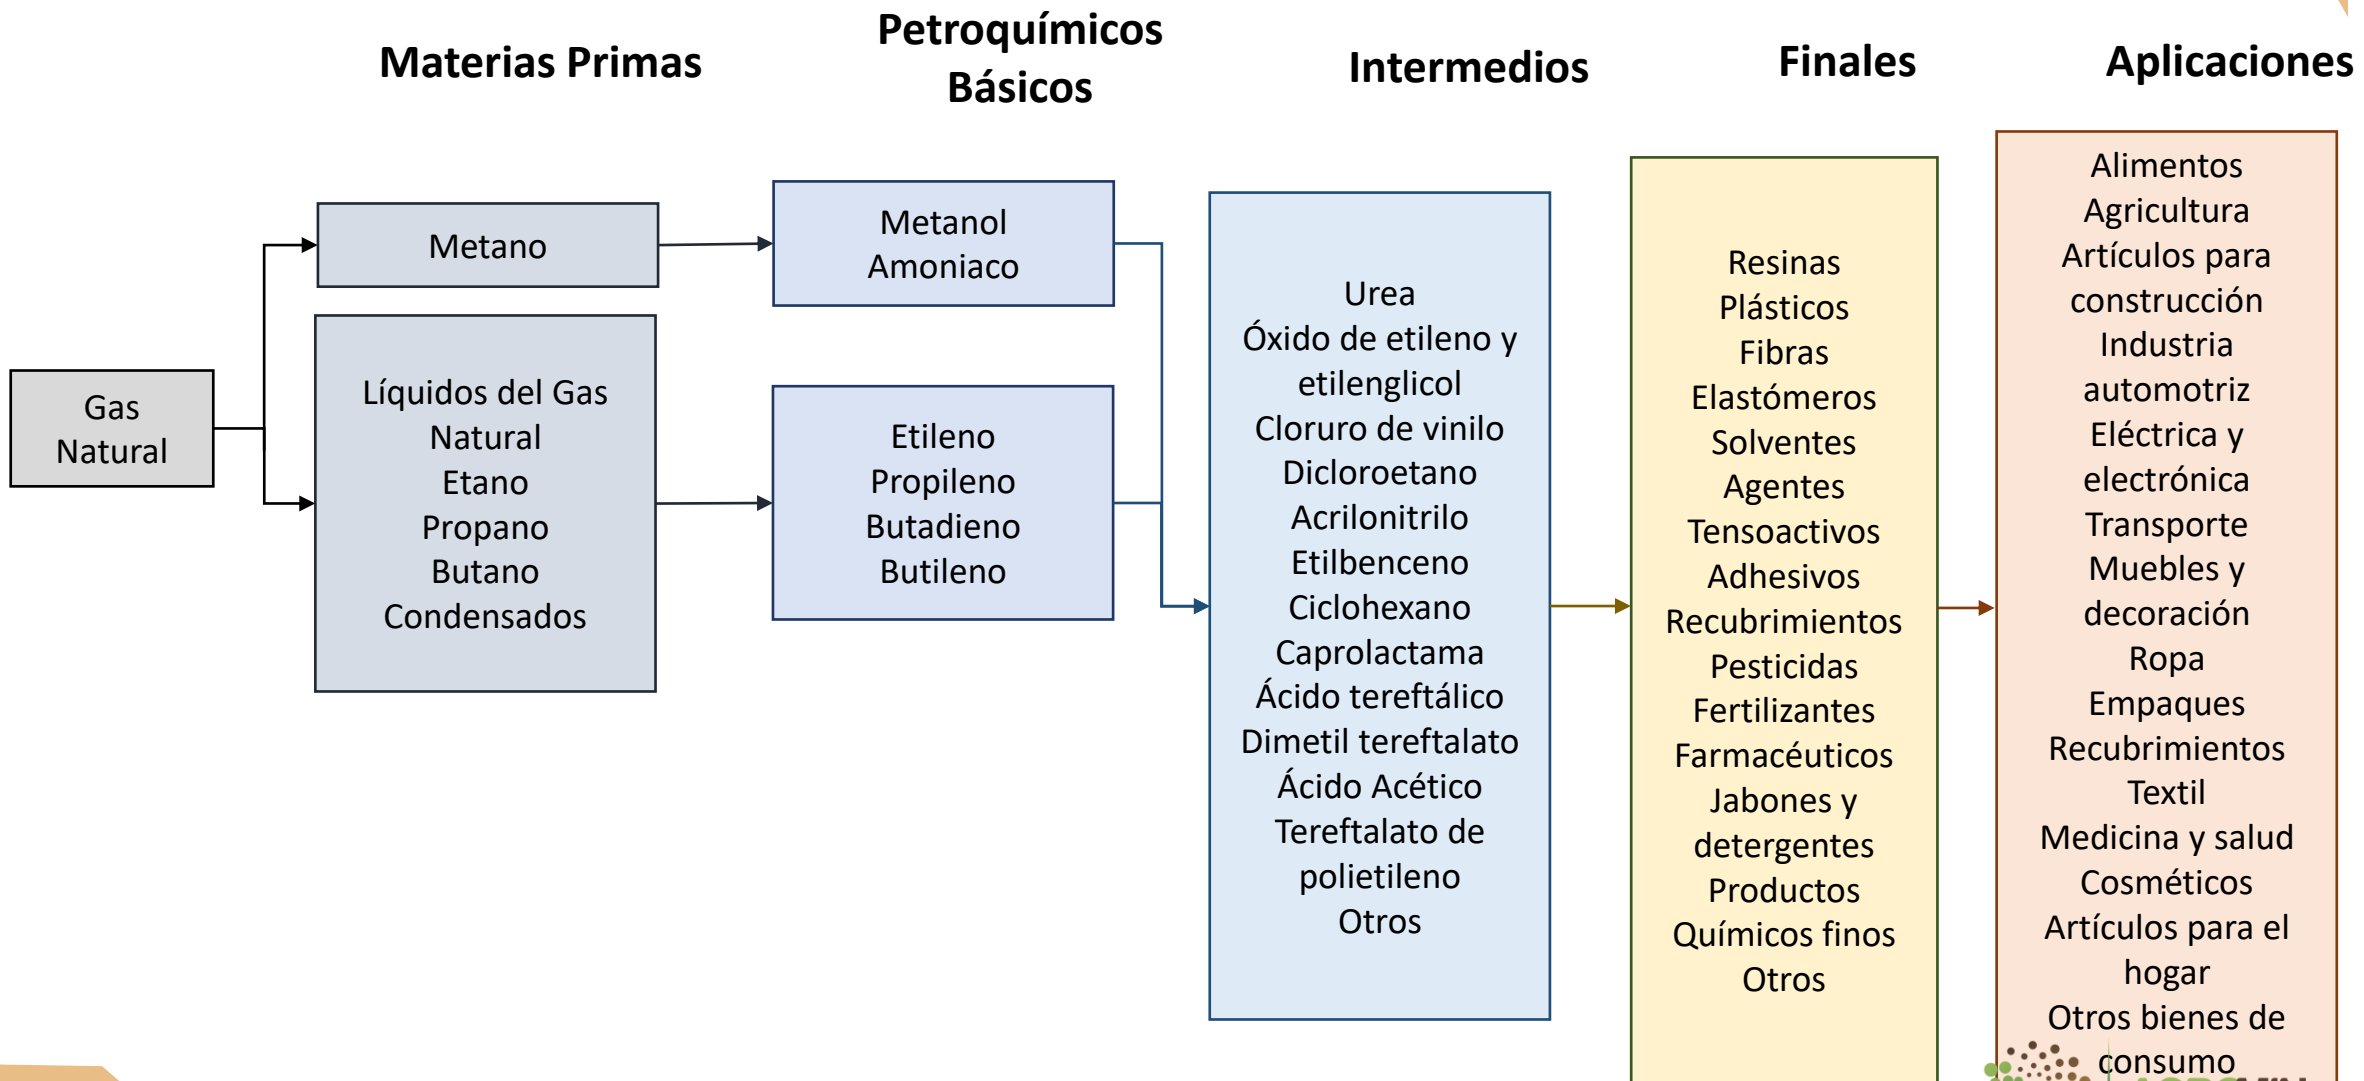 Materias Primas
Petroquímicos
Básicos
Intermedios
Finales
Aplicaciones
Gas
Natural
Metano
Líquidos del Gas
Natural
Etano
Propano
Butano
Condensados
Metanol
Amoniaco
Etileno
Propileno
Butadieno
Butileno
Urea
Óxido de etileno y
etilenglicol
Cloruro de vinilo
Dicloroetano
Acrilonitrilo
Etilbenceno
Ciclohexano
Caprolactama
Ácido tereftálico
Dimetil tereftalato
Ácido Acético
Tereftalato de
polietileno
Otros
Resinas
Plásticos
Fibras
Elastómeros
Solventes
Agentes
Tensoactivos
Adhesivos
Recubrimientos
Pesticidas
Fertilizantes
Farmacéuticos
Jabones y
detergentes
Productos
Químicos finos
Otros
Alimentos
Agricultura
Artículos para
construcción
Industria
automotriz
Eléctrica y
electrónica
Transporte
Muebles y
decoración
Ropa
Empaques
Recubrimientos
Textil
Medicina y salud
Cosméticos
Artículos para el
hogar
Otros bienes de
consumo